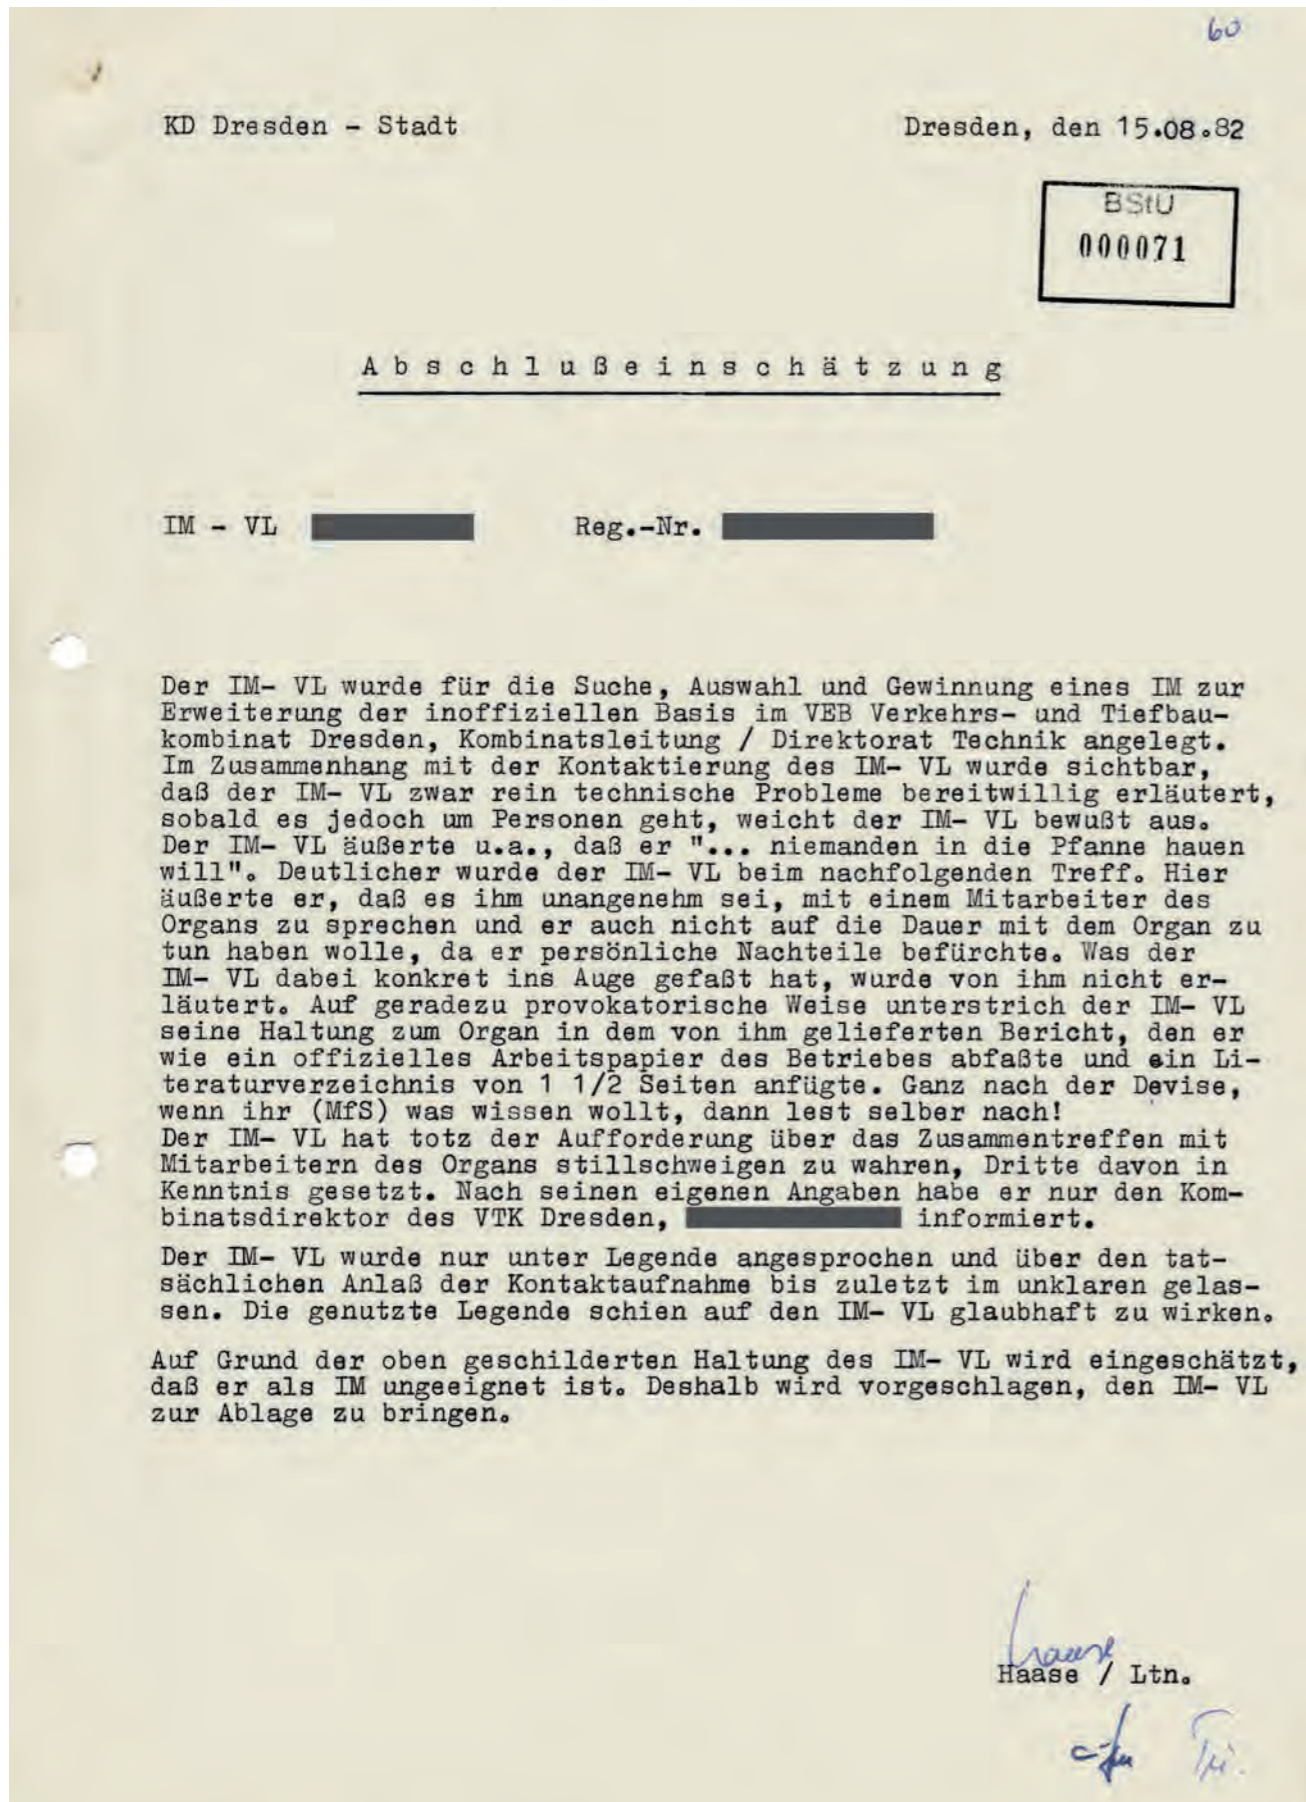 60
KD Dresden - Stadt
Dresden, den 15.08.82
BStU
000071
Abschlußeinschätzung
IM - VL
Reg.-Nr.
Der IM- VL wurde für die Suche, Auswahl und Gewinnung eines IM zur
Erweiterung der inoffiziellen Basis im VEB Verkehrs- und Tiefbau-
kombinat Dresden, Kombinatsleitung / Direktorat Technik angelegt.
Im Zusammenhang mit der Kontaktierung des IM- VL wurde sichtbar,
daß der IM- VL zwar rein technische Probleme bereitwillig erläutert,
sobald es jedoch um Personen geht, weicht der IM- VL bewußt aus.
Der IM- VL äußerte u.a., daß er "... niemanden in die Pfanne hauen
will". Deutlicher wurde der IM- VL beim nachfolgenden Treff. Hier
äußerte er, daß es ihm unangenehm sei, mit einem Mitarbeiter des
Organs zu sprechen und er auch nicht auf die Dauer mit dem Organ zu
tun haben wolle, da er persönliche Nachteile befürchte. Was der
IM- VL dabei konkret ins Auge gefaßt hat, wurde von ihm nicht er-
läutert. Auf geradezu provokatorische Weise unterstrich der IM- VL
seine Haltung zum Organ in dem von ihm gelieferten Bericht, den er
wie ein offizielles Arbeitspapier des Betriebes abfaßte und ein Li-
teraturverzeichnis von 1 1/2 Seiten anfügte. Ganz nach der Devise,
wenn ihr (MfS) was wissen wollt, dann lest selber nach!
Der IM- VL hat totz der Aufforderung über das Zusammentreffen mit
Mitarbeitern des Organs stillschweigen zu wahren, Dritte davon in
Kenntnis gesetzt. Nach seinen eigenen Angaben habe er nur den Kom-
binatsdirektor des VTK Dresden, informiert.
Der IM- VL wurde nur unter Legende angesprochen und über den tat-
sächlichen Anlaß der Kontaktaufnahme bis zuletzt im unklaren gelas-
sen. Die genutzte Legende schien auf den IM- VL glaubhaft zu wirken.
Auf Grund der oben geschilderten Haltung des IM- VL wird eingeschätzt,
daß er als IM ungeeignet ist. Deshalb wird vorgeschlagen, den IM- VL
zur Ablage zu bringen.
Haase
Haase / Ltn.